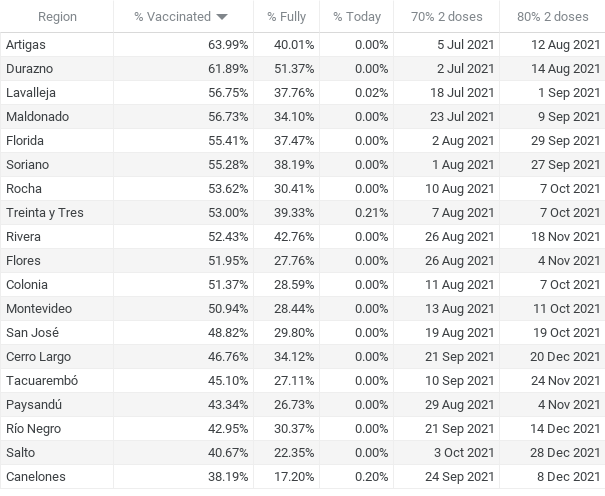 Region % Vaccinated % Fully % Today 70% 2 doses 80% 2 doses
Artigas 63.99% 40.01% 0.00% 5 Jul 2021 12 Aug 2021
Durazno 61.89% 51.37% 0.00% 2 Jul 2021 14 Aug 2021
Lavalleja 56.75% 37.76% 0.02% 18 Jul 2021 1 Sep 2021
Maldonado 56.73% 34.10% 0.00% 23 Jul 2021 9 Sep 2021
Florida 55.41% 37.47% 0.00% 2 Aug 2021 29 Sep 2021
Soriano 55.28% 38.19% 0.00% 1 Aug 2021 27 Sep 2021
Rocha 53.62% 30.41% 0.00% 10 Aug 2021 7 Oct 2021
Treinta y Tres 53.00% 39.33% 0.21% 7 Aug 2021 7 Oct 2021
Rivera 52.43% 42.76% 0.00% 26 Aug 2021 18 Nov 2021
Flores 51.95% 27.76% 0.00% 26 Aug 2021 4 Nov 2021
Colonia 51.37% 28.59% 0.00% 11 Aug 2021 7 Oct 2021
Montevideo 50.94% 28.44% 0.00% 13 Aug 2021 11 Oct 2021
San José 48.82% 29.80% 0.00% 19 Aug 2021 19 Oct 2021
Cerro Largo 46.76% 34.12% 0.00% 21 Sep 2021 20 Dec 2021
Tacuarembó 45.10% 27.11% 0.00% 10 Sep 2021 24 Nov 2021
Paysandú 43.34% 26.73% 0.00% 29 Aug 2021 4 Nov 2021
Río Negro 42.95% 30.37% 0.00% 21 Sep 2021 14 Dec 2021
Salto 40.67% 22.35% 0.00% 3 Oct 2021 28 Dec 2021
Canelones 38.19% 17.20% 0.20% 24 Sep 2021 8 Dec 2021